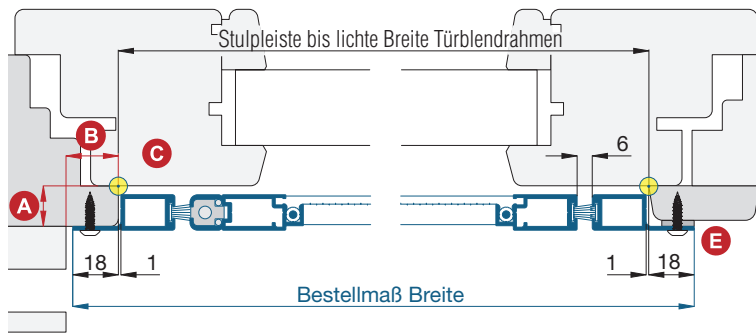 Stulpleiste bis lichte Breite Türblendrahmen
B
C
6
A
E
18
1
1
18
Bestellmaß Breite